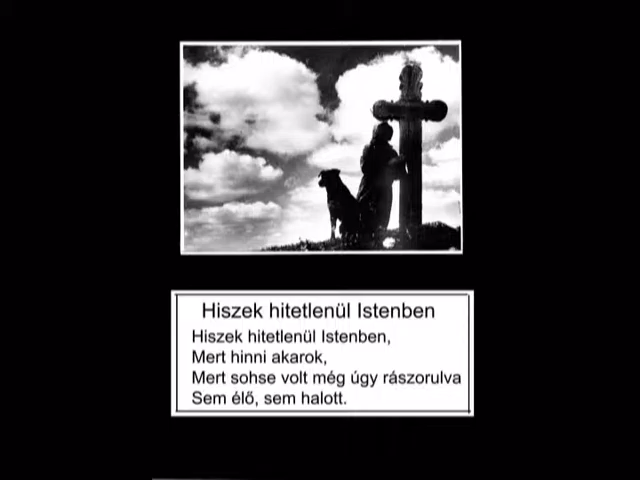 Hiszek hitetlenül Istenben
Hiszek hitetlenül Istenben,
Mert hinni akarok,
Mert sohse volt még úgy rászorulva
Sem élő, sem halott.